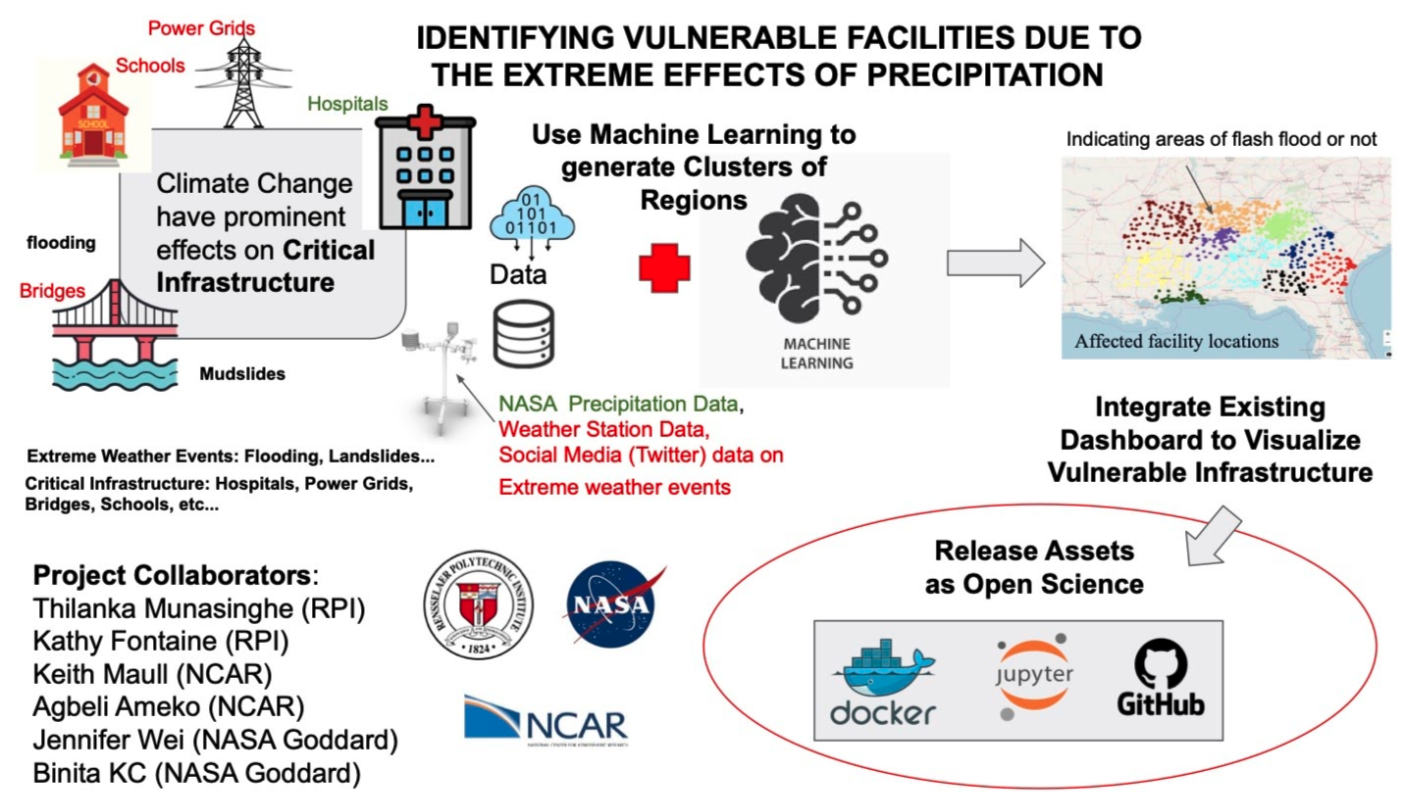 IDENTIFYING VULNERABLE FACILITIES DUE TO
THE EXTREME EFFECTS OF PRECIPITATION
Power Grids
Schools
SCHOOL
Hospitals
Climate Change
have prominent
effects on Critical
Infrastructure
flooding
Bridges
Mudslides
Extreme Weather Events: Flooding, Landslides...
Critical Infrastructure: Hospitals, Power Grids,
Bridges, Schools, etc...
Use Machine Learning to
generate Clusters of
Regions
01
101
01101
Data
MACHINE
LEARNING
NASA Precipitation Data,
Weather Station Data,
Social Media (Twitter) data on
Extreme weather events
Indicating areas of flash flood or not
Affected facility locations
Integrate Existing
Dashboard to Visualize
Vulnerable Infrastructure
Release Assets
as Open Science
docker
jupyter
GitHub
Project Collaborators:
Thilanka Munasinghe (RPI)
Kathy Fontaine (RPI)
Keith Maull (NCAR)
Agbeli Ameko (NCAR)
Jennifer Wei (NASA Goddard)
Binita KC (NASA Goddard)
RENSSELAER POLYTECHNIC INSTITUTE
1824
NASA
NCAR
NATIONAL CENTER FOR ATMOSPHERIC RESEARCH